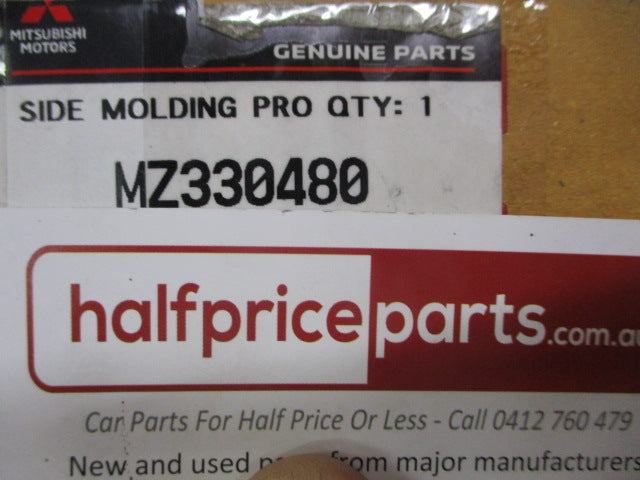 MITSUBISHI
MOTORS
GENUINE PARTS
SIDE MOLDING PRO QTY: 1
MZ330480
halfpriceparts.com.au
Car Parts For Half Price Or Less - Call 0412 760 479
New and used from major manufacturers